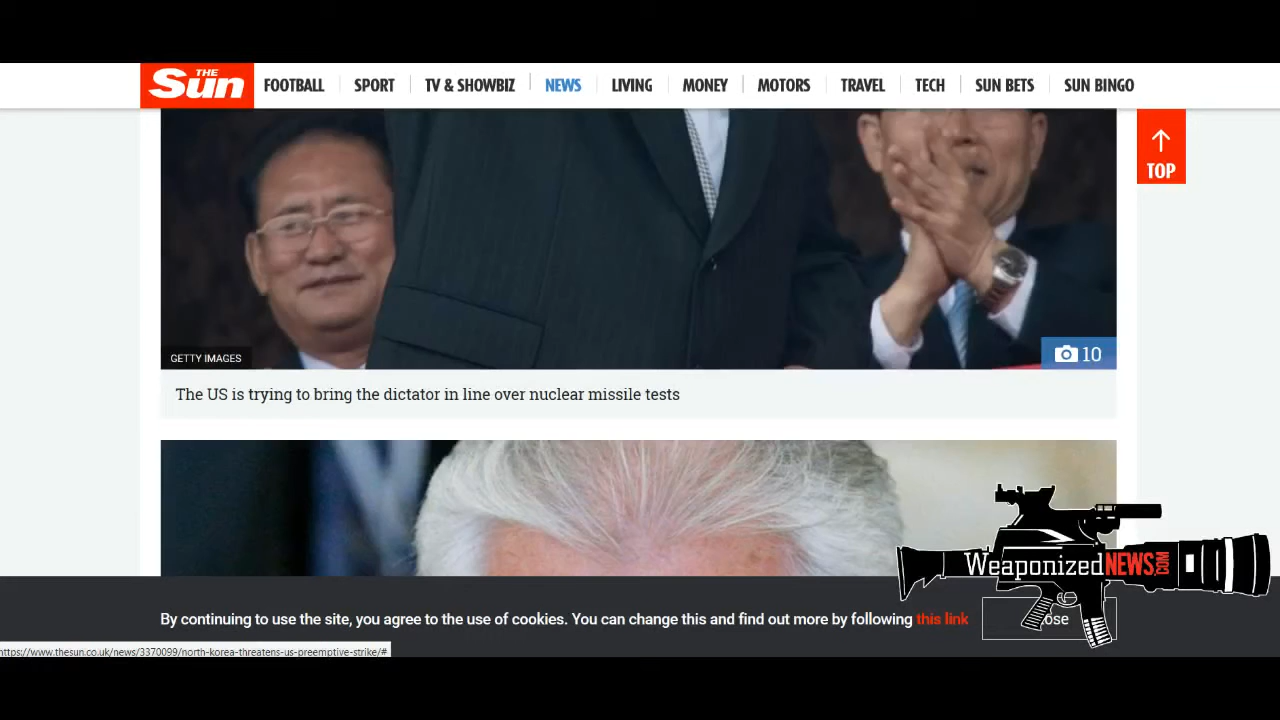 THE Sun
FOOTBALL SPORT TV & SHOWBIZ NEWS LIVING MONEY MOTORS TRAVEL TECH SUN BETS SUN BINGO
TOP
GETTY IMAGES
10
The US is trying to bring the dictator in line over nuclear missile tests
WeaponizedNEWS.COM
By continuing to use the site, you agree to the use of cookies. You can change this and find out more by following this link
https://www.thesun.co.uk/news/3370099/north-korea-threatens-us-preemptive-strike/#